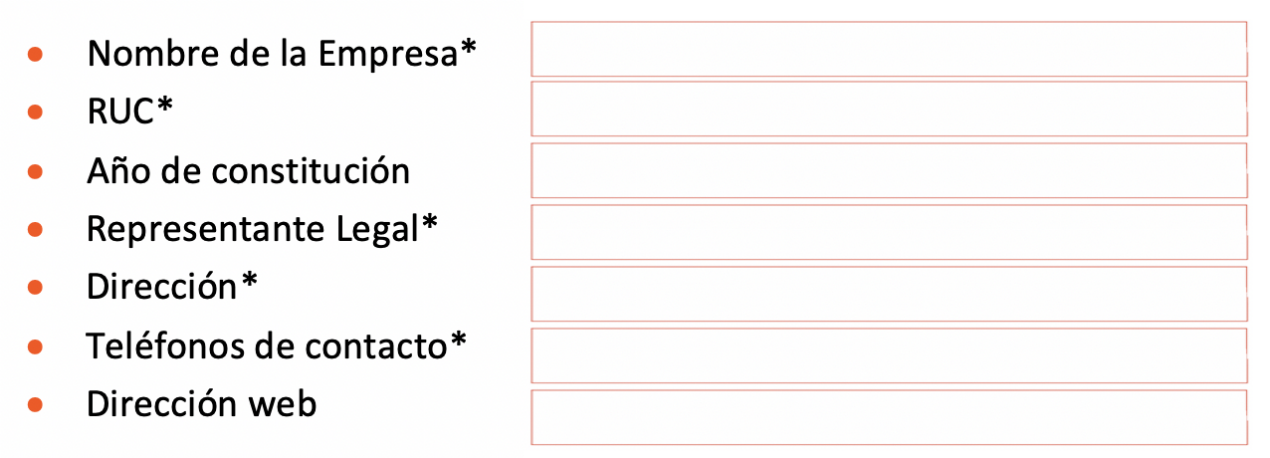 • Nombre de la Empresa*
• RUC*
• Año de constitución
• Representante Legal*
• Dirección*
• Teléfonos de contacto*
• Dirección web